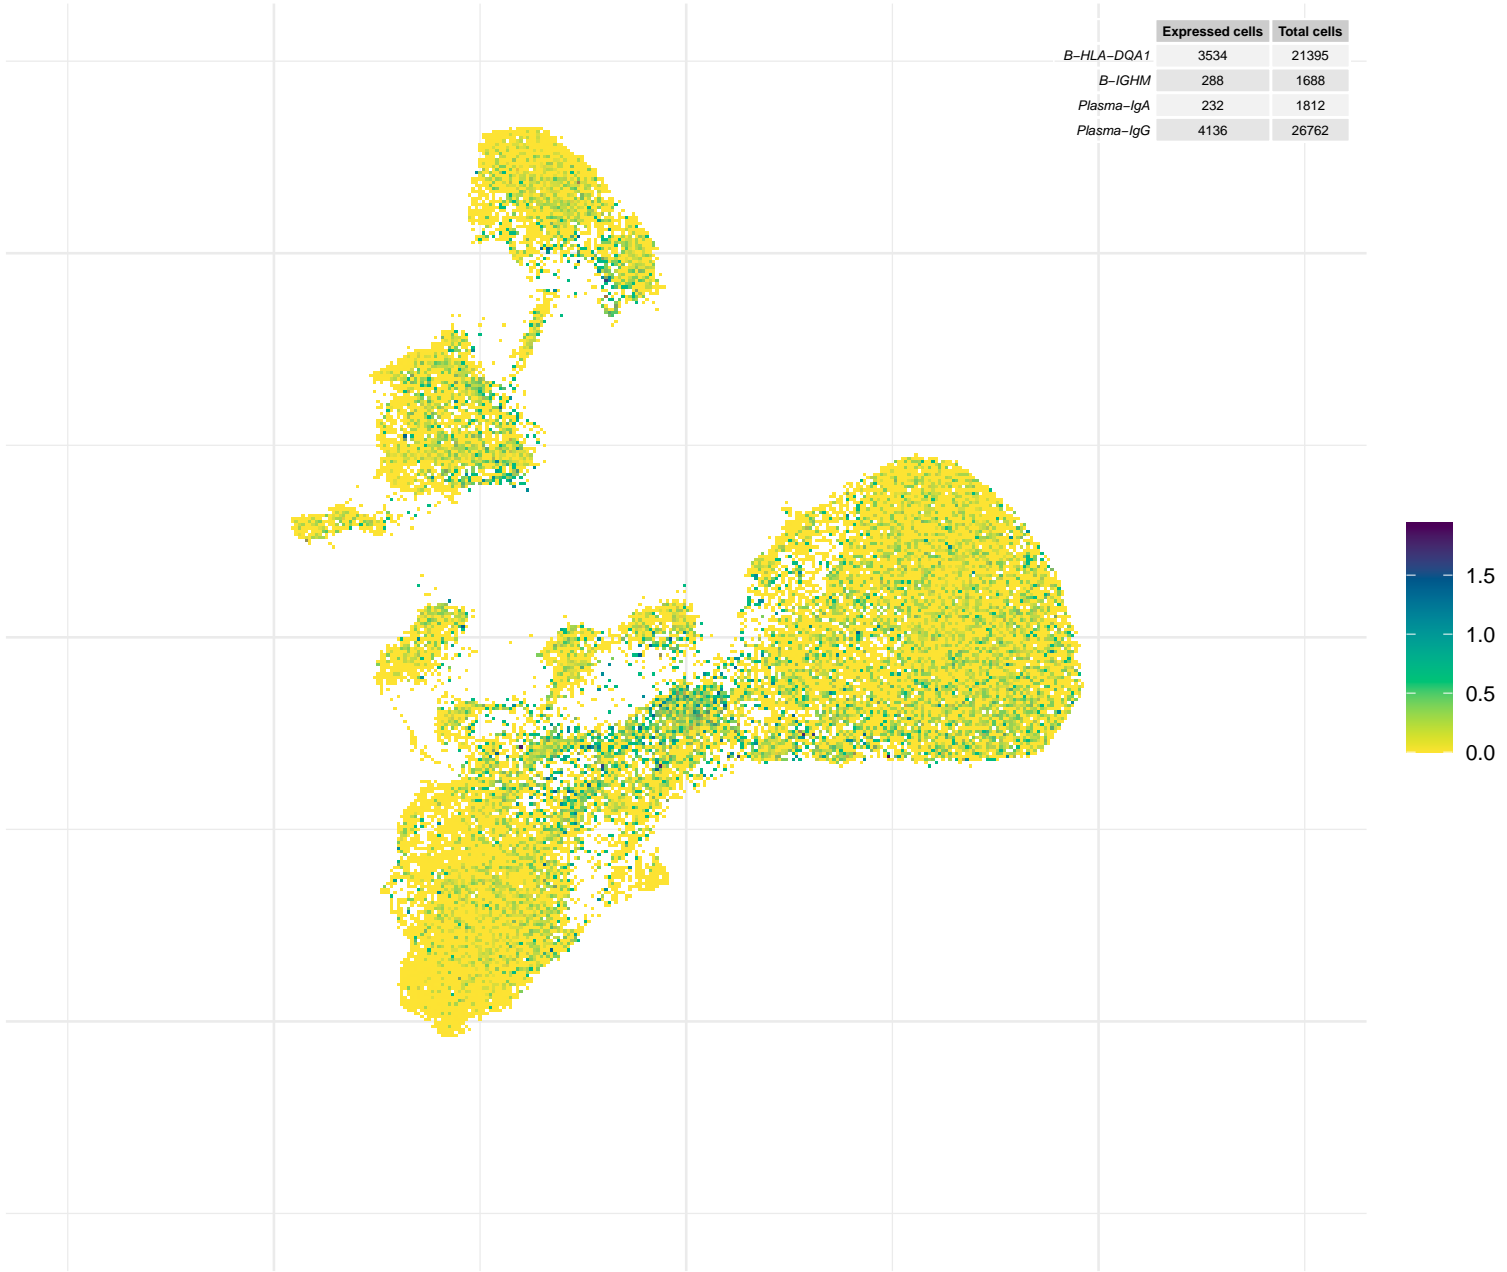 Expressed cells Total cells
B−HLA−DQA1 3534 21395
B−IGHM 288 1688
Plasma−IgA 232 1812
Plasma−IgG 4136 26762
1.5
1.0
0.5
0.0